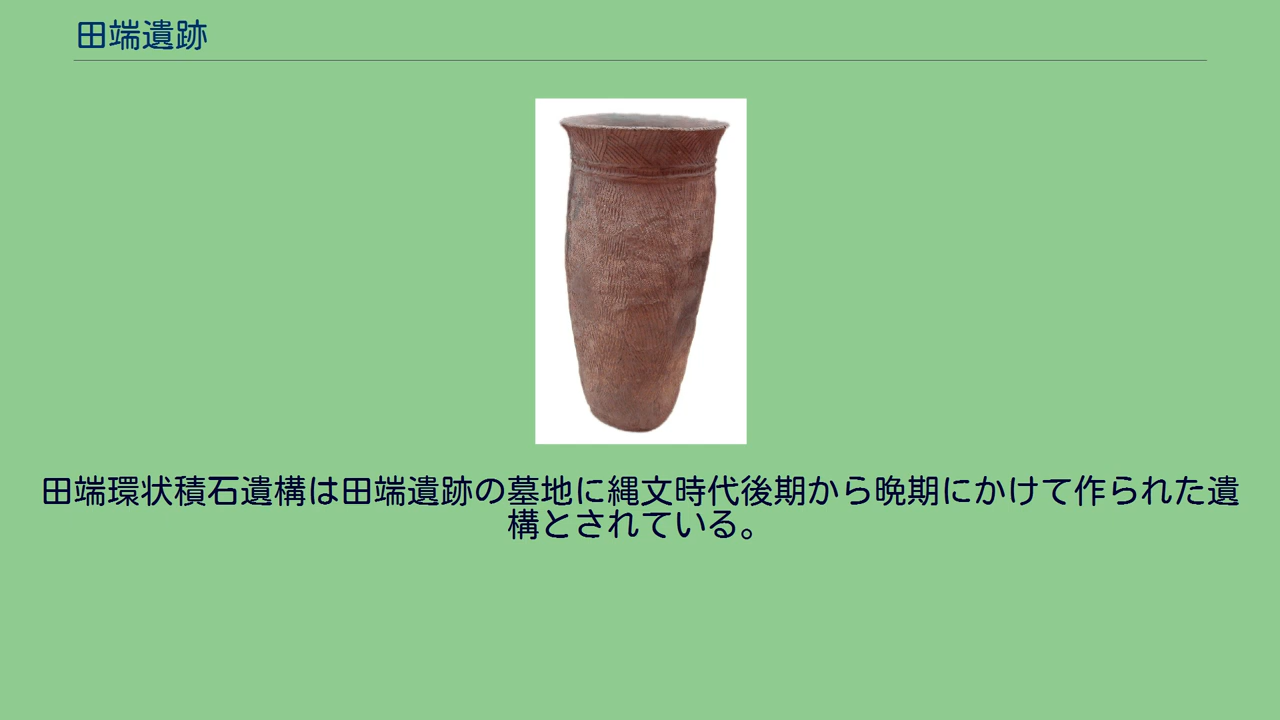 田端遺跡
田端環状積石遺構は田端遺跡の墓地に縄文時代後期から晩期にかけて作られた遺
構とされている。